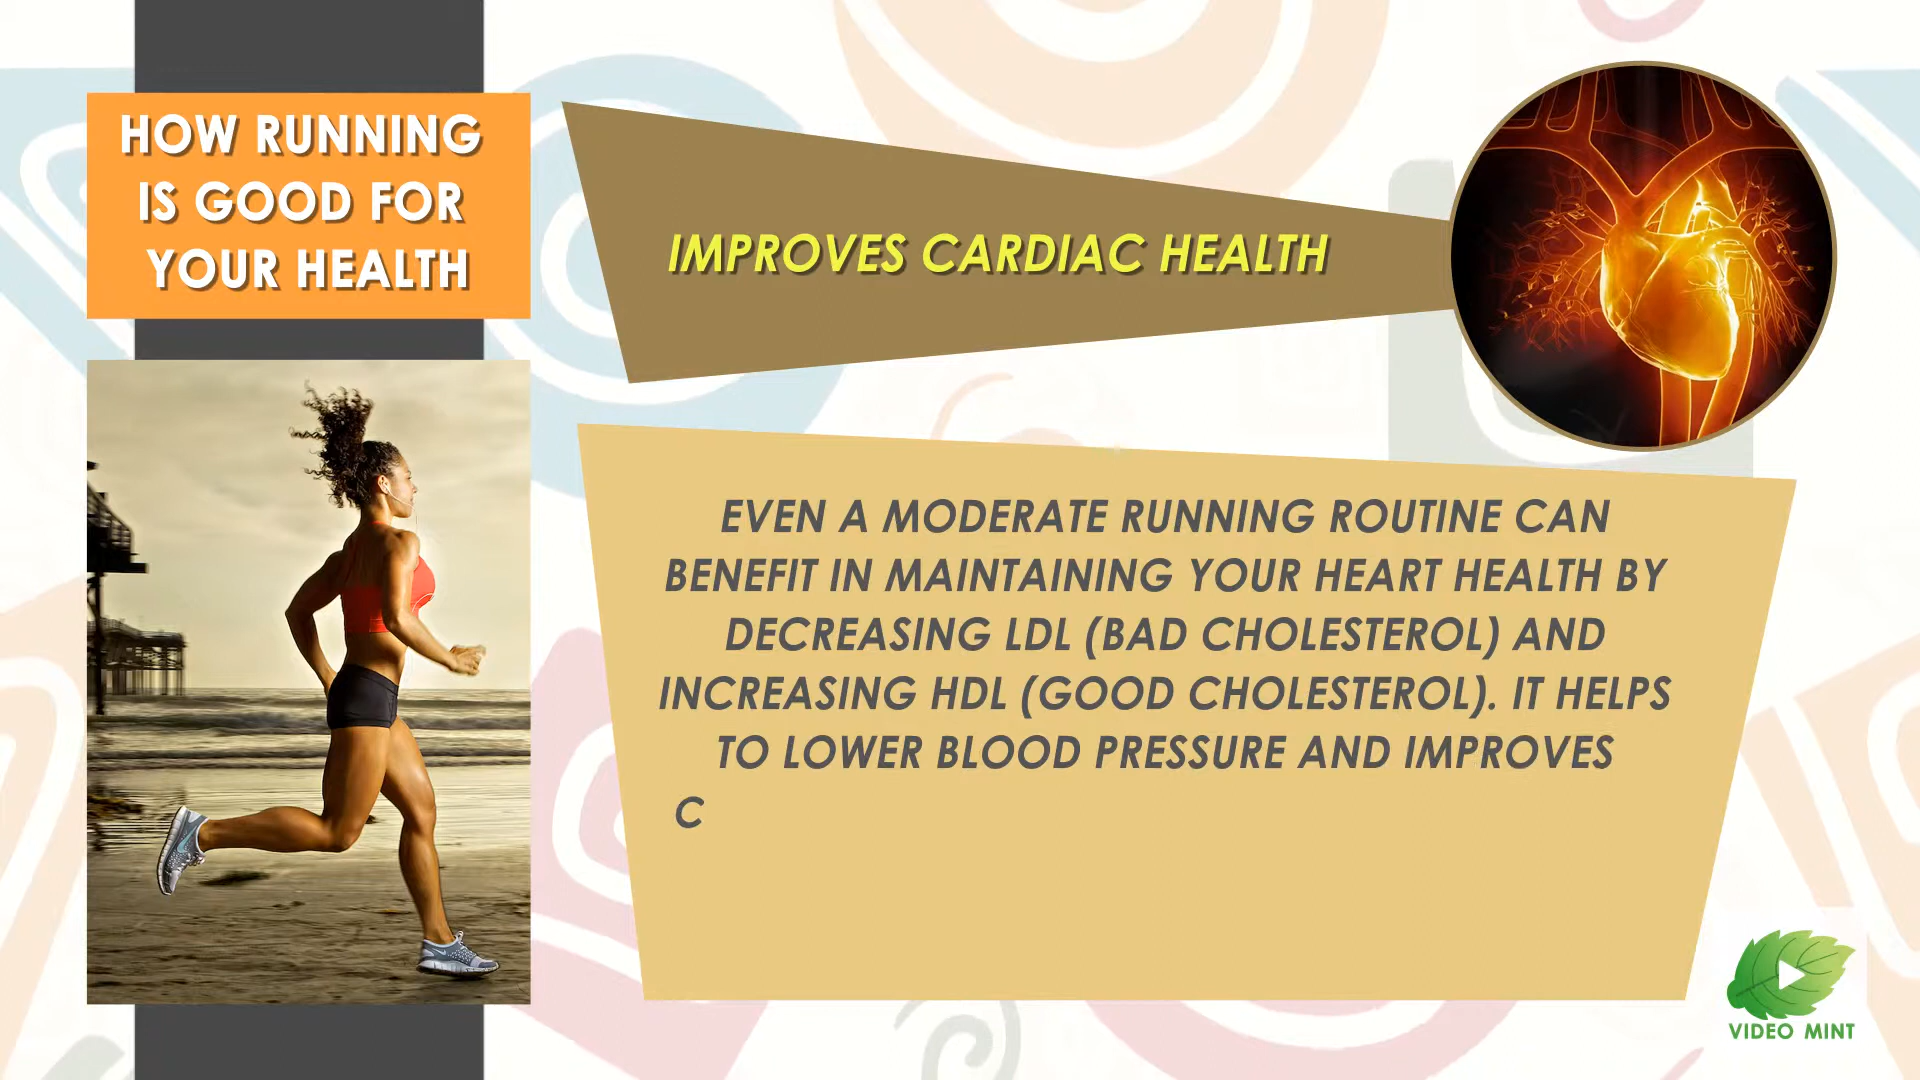 HOW RUNNING
IS GOOD FOR
YOUR HEALTH
IMPROVES CARDIAC HEALTH
EVEN A MODERATE RUNNING ROUTINE CAN
BENEFIT IN MAINTAINING YOUR HEART HEALTH BY
DECREASING LDL (BAD CHOLESTEROL) AND
INCREASING HDL (GOOD CHOLESTEROL). IT HELPS
TO LOWER BLOOD PRESSURE AND IMPROVES
C
VIDEO MINT